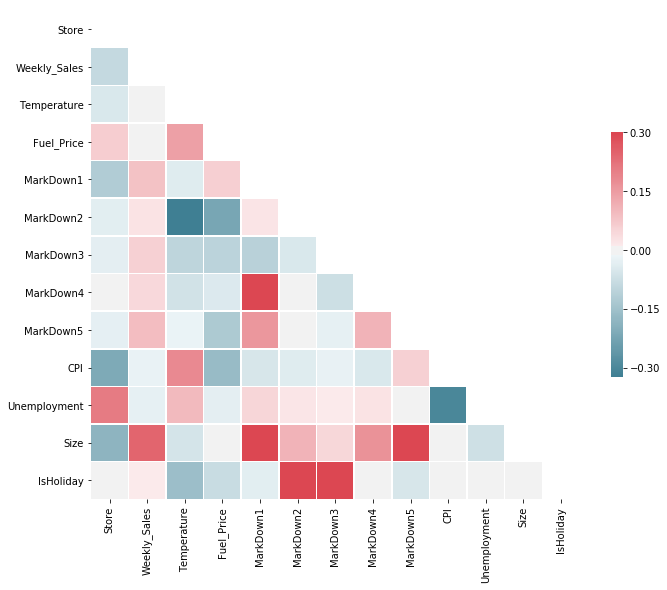 Store
Weekly_Sales
Temperature
Fuel_Price
MarkDown1
MarkDown2
MarkDown3
MarkDown4
MarkDown5
CPI
Unemployment
Size
IsHoliday
Store
Weekly_Sales
Temperature
Fuel_Price
MarkDown1
MarkDown2
MarkDown3
MarkDown4
MarkDown5
CPI
Unemployment
Size
IsHoliday
0.30
0.15
0.00
−0.15
−0.30